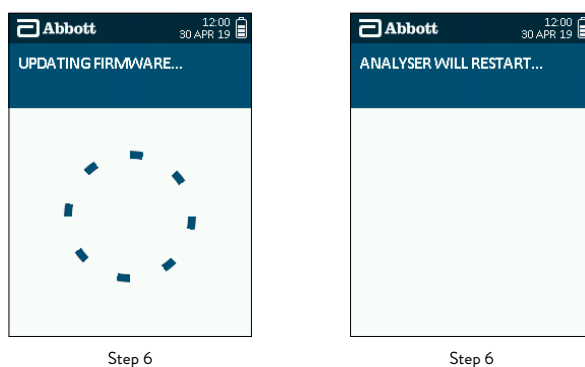 Abbott
12:00
30 APR 19
UPDATING FIRMWARE...
Step 6
Abbott
12:00
30 APR 19
ANALYSER WILL RESTART...
Step 6